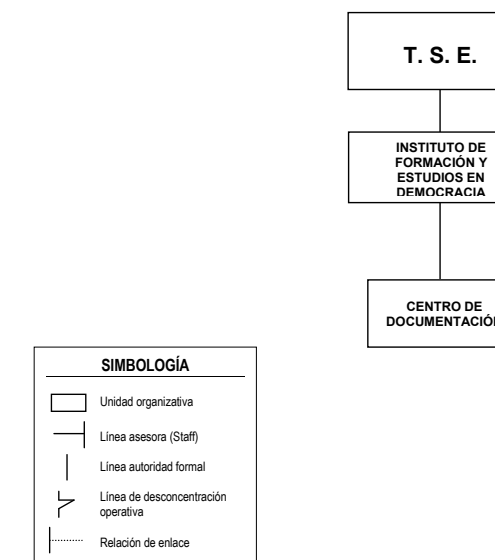 T. S. E.
INSTITUTO DE
FORMACIÓN Y
ESTUDIOS EN
DEMOCRACIA
CENTRO DE
DOCUMENTACIÓN
SIMBOLOGÍA
Unidad organizativa
Línea asesora (Staff)
Línea autoridad formal
Línea de desconcentración
operativa
Relación de enlace